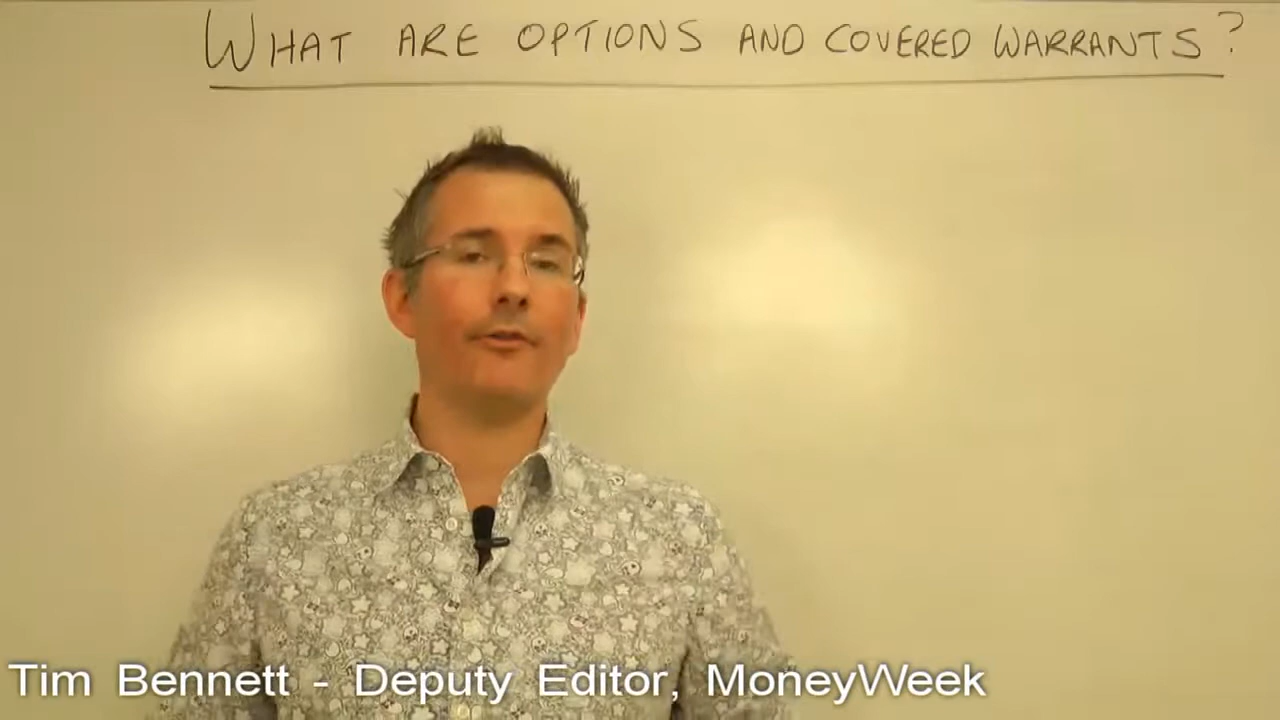 WHAT ARE OPTIONS AND COVERED WARRANTS?
Tim Bennett - Deputy Editor, MoneyWeek